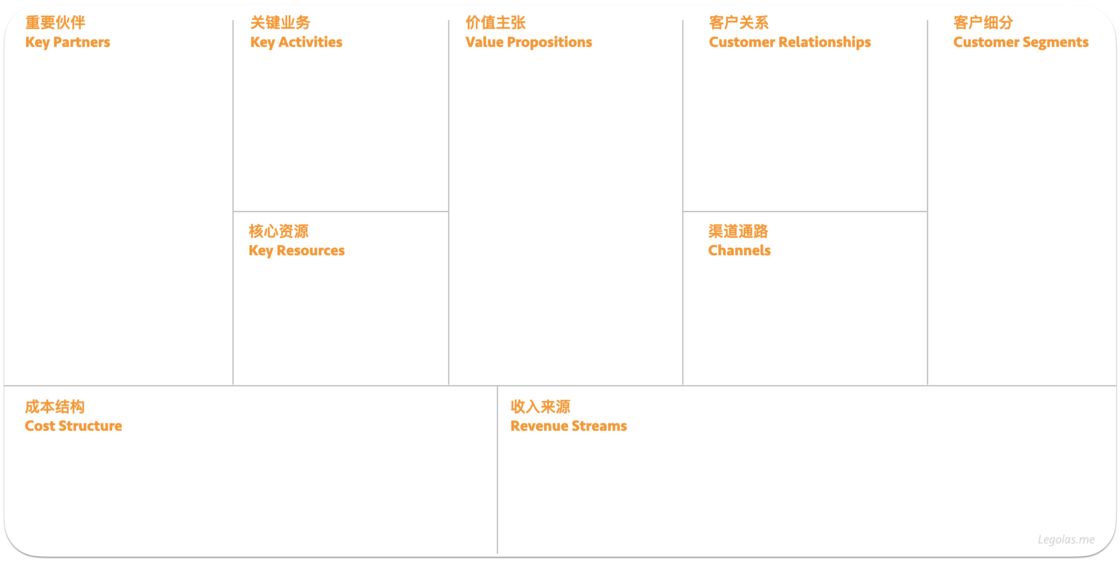 重要伙伴
Key Partners
关键业务
Key Activities
核心资源
Key Resources
价值主张
Value Propositions
客户关系
Customer Relationships
渠道通路
Channels
客户细分
Customer Segments
成本结构
Cost Structure
收入来源
Revenue Streams
Legolas.me